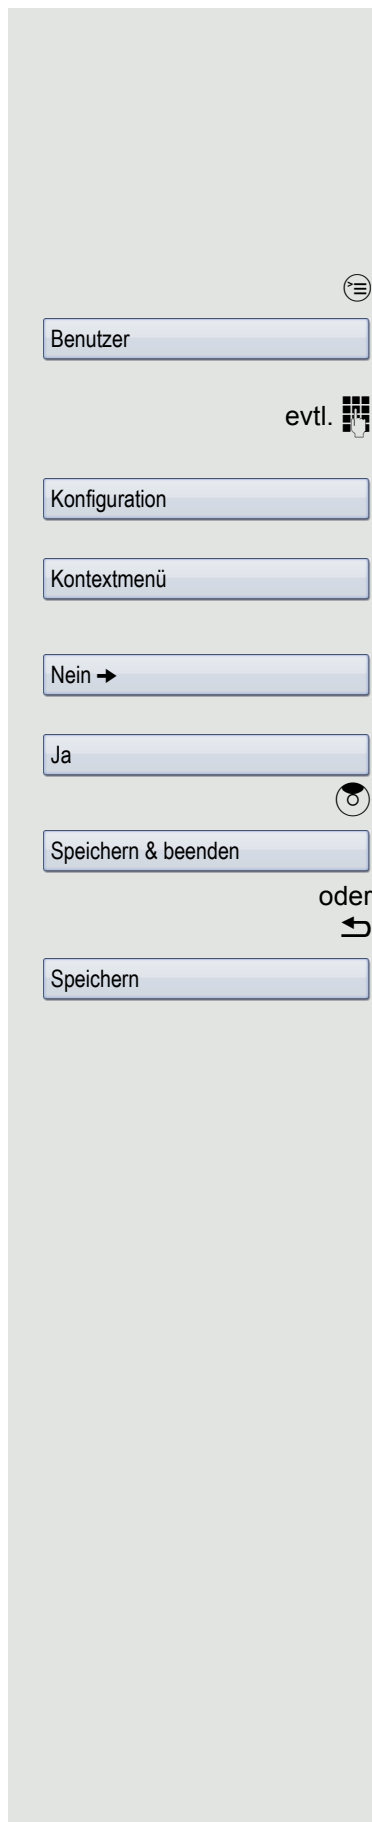 Benutzer
evtl.
Konfiguration
Kontextmenü
Nein →
Ja
Speichern & beenden
oder
Speichern